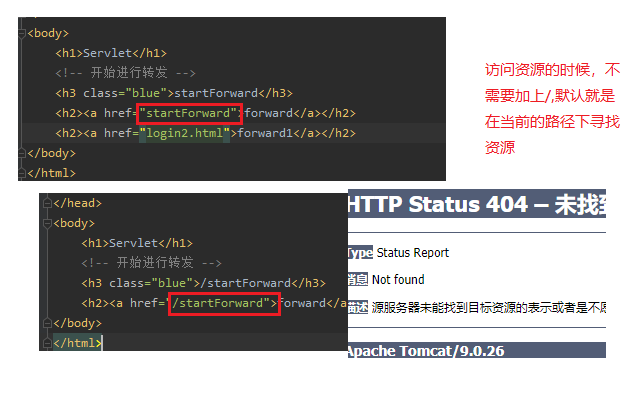 <body>
<h1>Servlet</h1>
<!-- 开始进行转发 -->
<h3 class="blue">startForward</h3>
<h2><a href="startForward">forward</a></h2>
<h2><a href="login2.html">forward1</a></h2>
</body>
</html>
访问资源的时候，不
需要加上/,默认就是
在当前的路径下寻找
资源
</head>
<body>
<h1>Servlet</h1>
<!-- 开始进行转发 -->
<h3 class="blue">/startForward</h3>
<h2><a href="/startForward">forward</a
</body>
</html>
HTTP Status 404 – 未找到
Type Status Report
消息 Not found
描述 源服务器未能找到目标资源的表示或者是不愿
Apache Tomcat/9.0.26